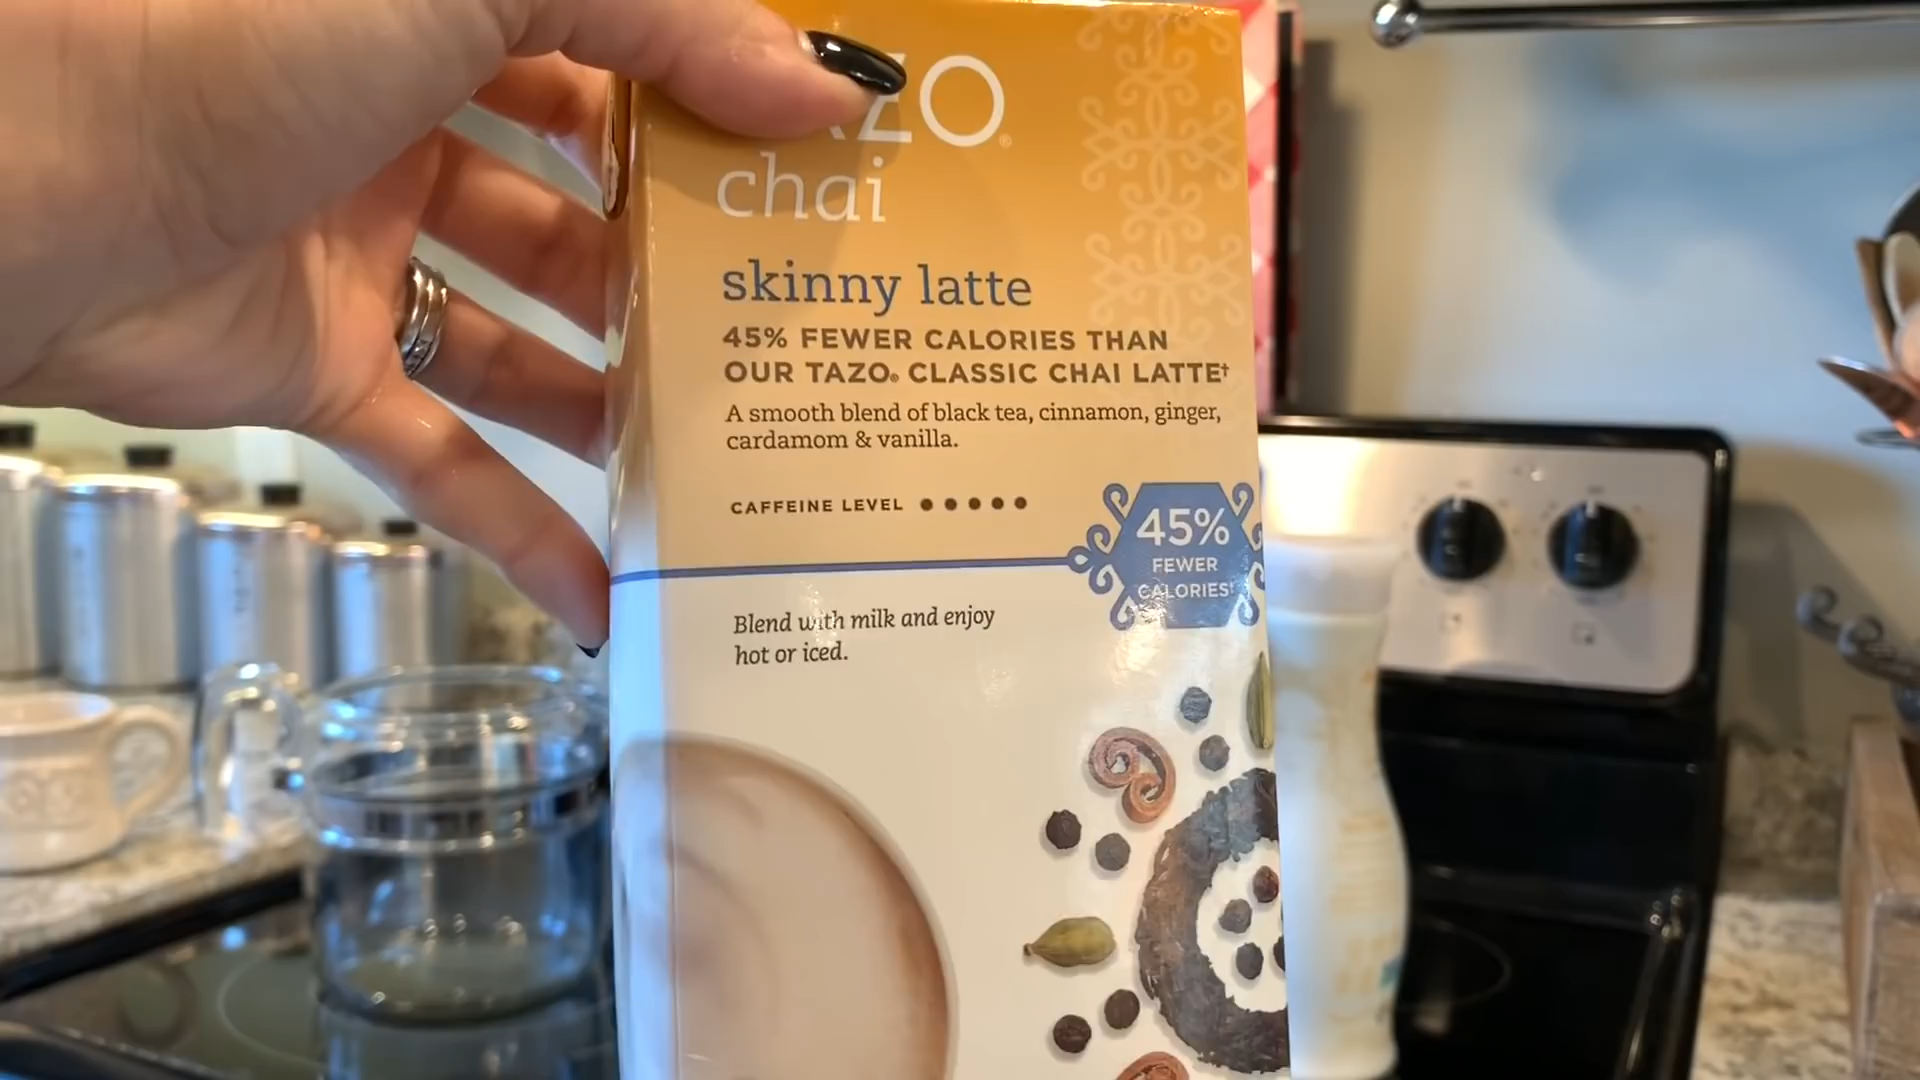 ZO
chai
skinny latte
45% FEWER CALORIES THAN
OUR TAZO® CLASSIC CHAI LATTE†
A smooth blend of black tea, cinnamon, ginger,
cardamom & vanilla.
CAFFEINE LEVEL
45%
FEWER
CALORIES†
Blend with milk and enjoy
hot or iced.